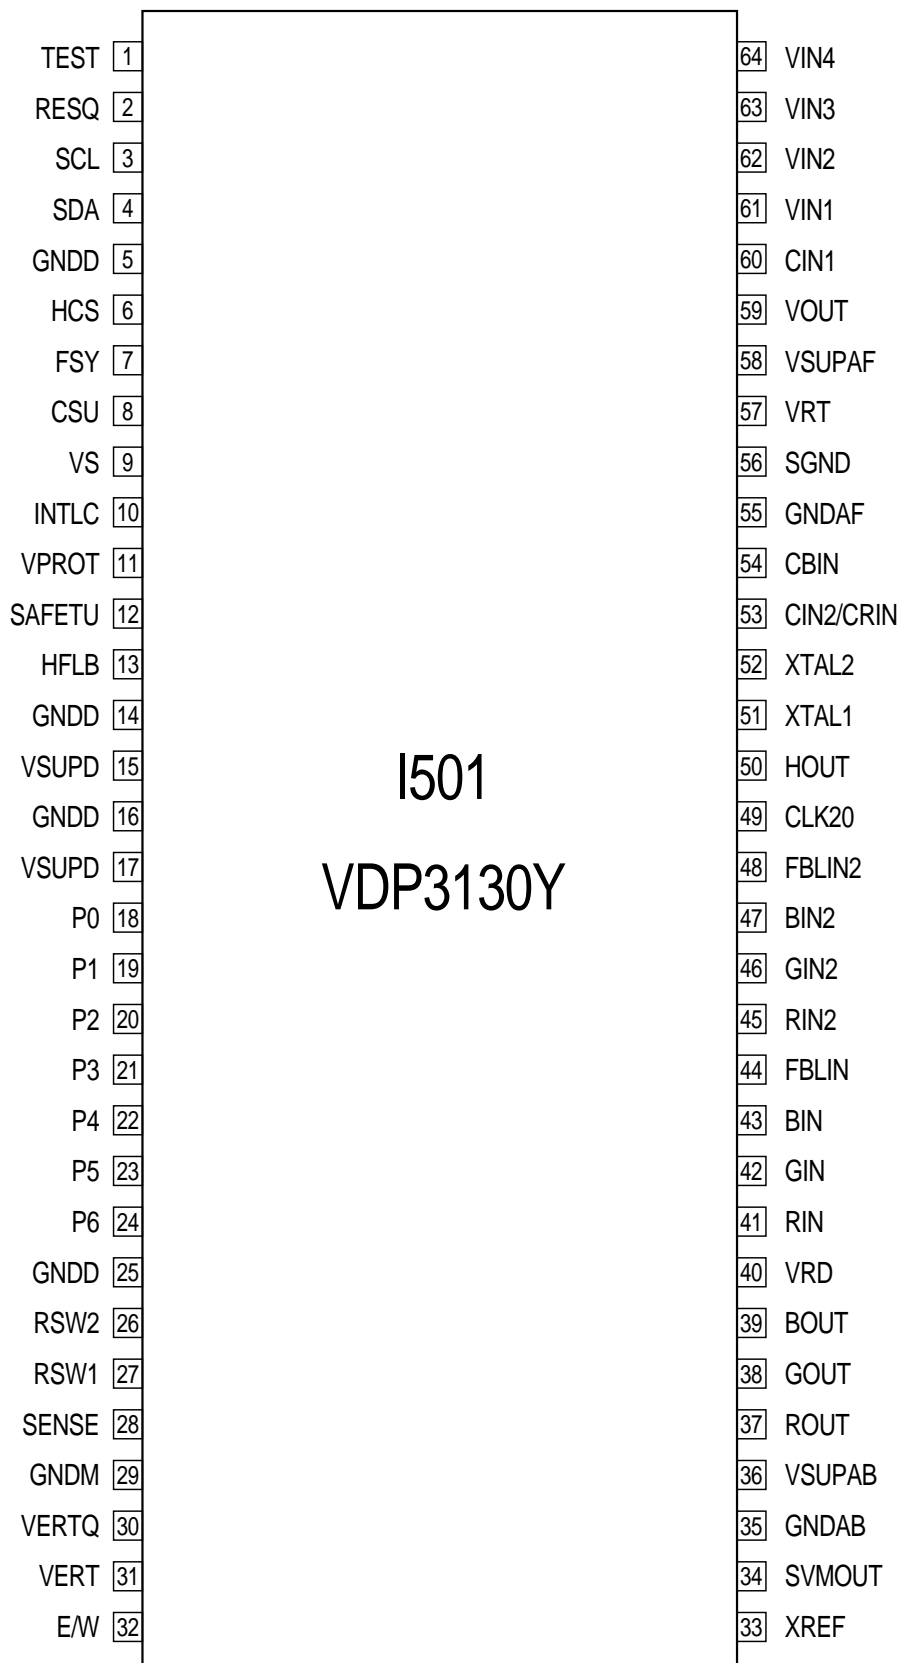 TEST 1 64 VIN4
RESQ 2 63 VIN3
SCL 3 62 VIN2
SDA 4 61 VIN1
GNDD 5 60 CIN1
HCS 6 59 VOUT
FSY 7 58 VSUPAF
CSU 8 57 VRT
VS 9 56 SGND
INTLC 10 55 GNDAF
VPROT 11 54 CBIN
SAFETU 12 53 CIN2/CRIN
HFLB 13 52 XTAL2
GNDD 14 51 XTAL1
VSUPD 15 50 HOUT
I501
GNDD 16 49 CLK20
VSUPD 17 48 FBLIN2
VDP3130Y
P0 18 47 BIN2
P1 19 46 GIN2
P2 20 45 RIN2
P3 21 44 FBLIN
P4 22 43 BIN
P5 23 42 GIN
P6 24 41 RIN
GNDD 25 40 VRD
RSW2 26 39 BOUT
RSW1 27 38 GOUT
SENSE 28 37 ROUT
GNDM 29 36 VSUPAB
VERTQ 30 35 GNDAB
VERT 31 34 SVMOUT
E/W 32 33 XREF